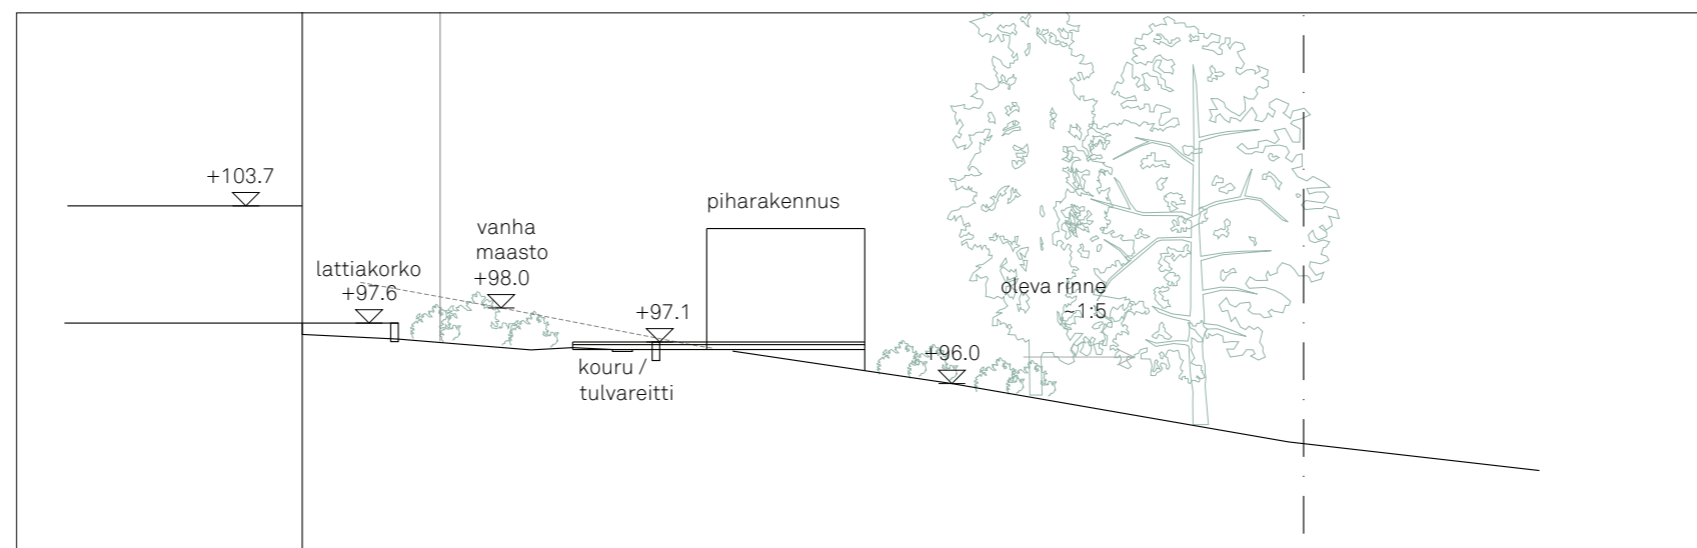 +103.7
piharakennus
vanha
maasto
+98.0
lattiakorko
+97.6
+97.1
oleva rinne
~1:5
+96.0
kouru /
tulvareitti